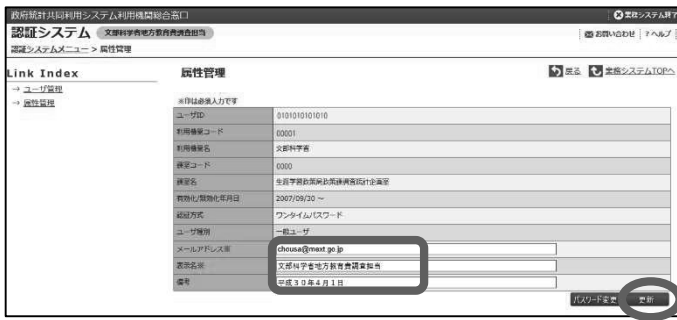 政府統計共同利用システム利用機関総合窓口
業務システム終了
認証システム 文部科学省地方教育費調査担当
お問い合わせ ?ヘルプ
認証システムメニュー > 属性管理
Link Index
→ ユーザ管理
→ 属性管理
属性管理
戻る 業務システムTOPへ
※印は必須入力です
ユーザID 0101010101010
利用機関コード 00001
利用機関名 文部科学省
課室コード 0000
課室名 生涯学習政策局政策課調査統計企画室
有効化/無効化年月日 2007/09/20 ～
認証方式 ワンタイムパスワード
ユーザ種別 一般ユーザ
メールアドレス※ chousa@mext.go.jp
表示名※ 文部科学省地方教育費調査担当
備考 平成30年4月1日
パスワード変更 更新